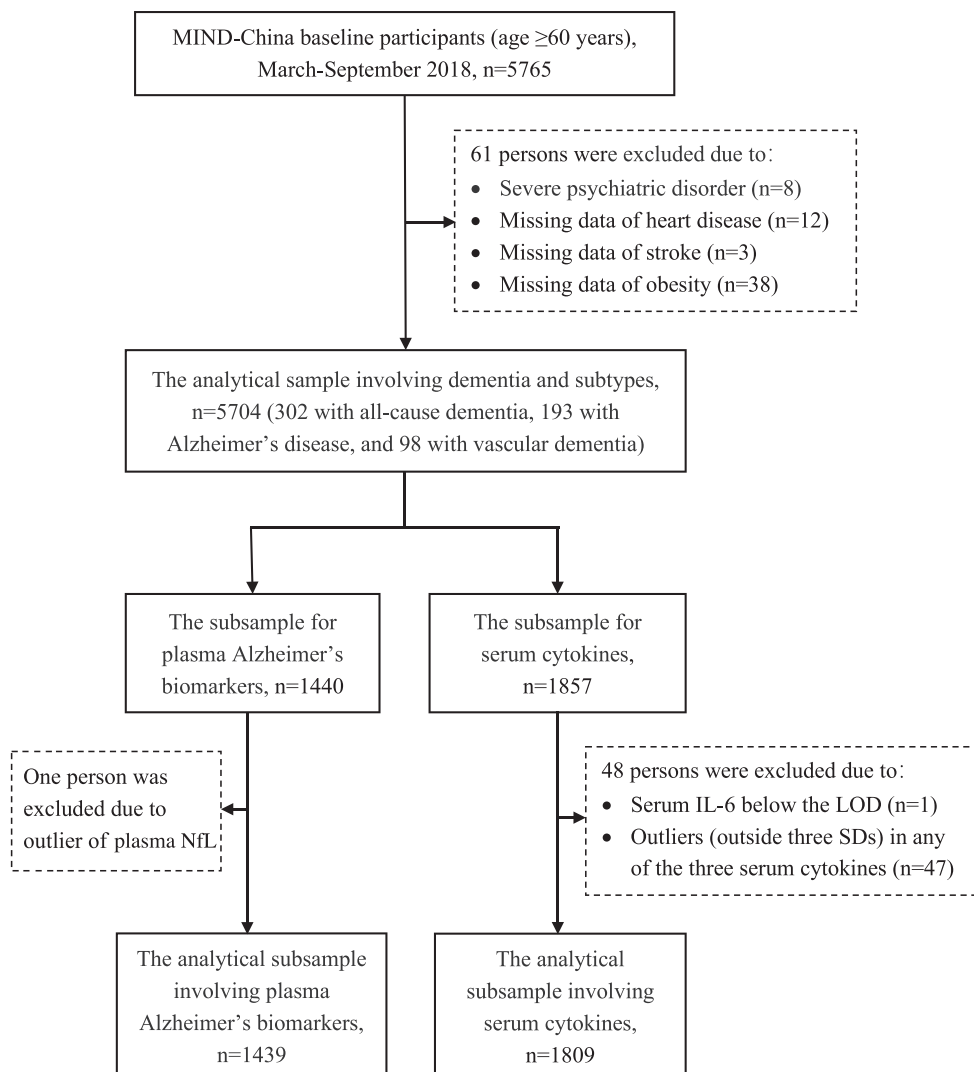 MIND-China baseline participants (age ≥60 years),
March-September 2018, n=5765
61 persons were excluded due to:
• Severe psychiatric disorder (n=8)
• Missing data of heart disease (n=12)
• Missing data of stroke (n=3)
• Missing data of obesity (n=38)
The analytical sample involving dementia and subtypes,
n=5704 (302 with all-cause dementia, 193 with
Alzheimer’s disease, and 98 with vascular dementia)
The subsample for
plasma Alzheimer’s
biomarkers, n=1440
The subsample for
serum cytokines,
n=1857
One person was
excluded due to
outlier of plasma NfL
48 persons were excluded due to:
• Serum IL-6 below the LOD (n=1)
• Outliers (outside three SDs) in any
of the three serum cytokines (n=47)
The analytical subsample
involving plasma
Alzheimer’s biomarkers,
n=1439
The analytical
subsample involving
serum cytokines,
n=1809